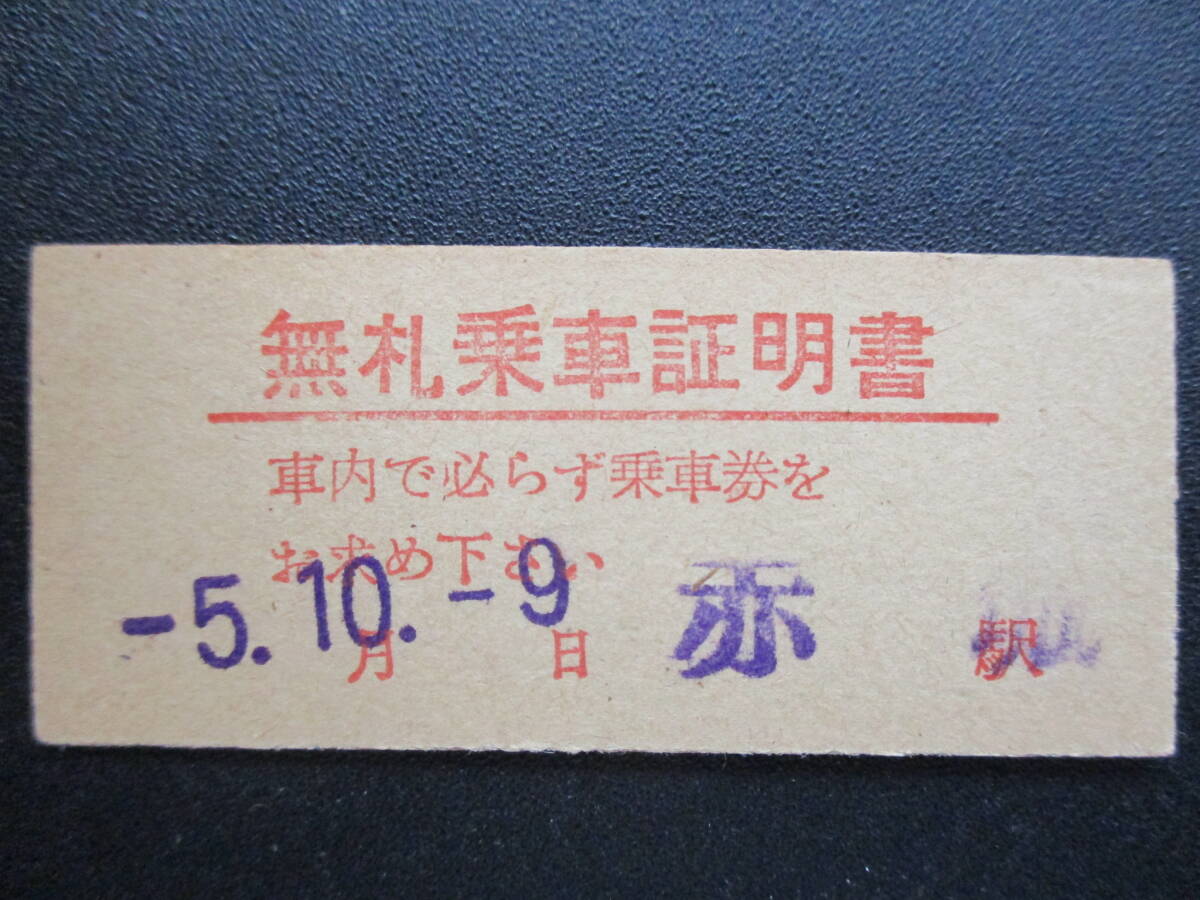 無札乗車証明書
車内で必らず乗車券を
お求め下さい
-5.10.-9
月 日 赤 駅